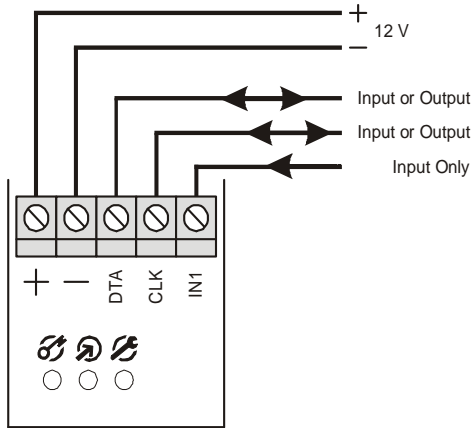 +
12 V
−
Input or Output
Input or Output
Input Only
+ − DTA CLK IN1